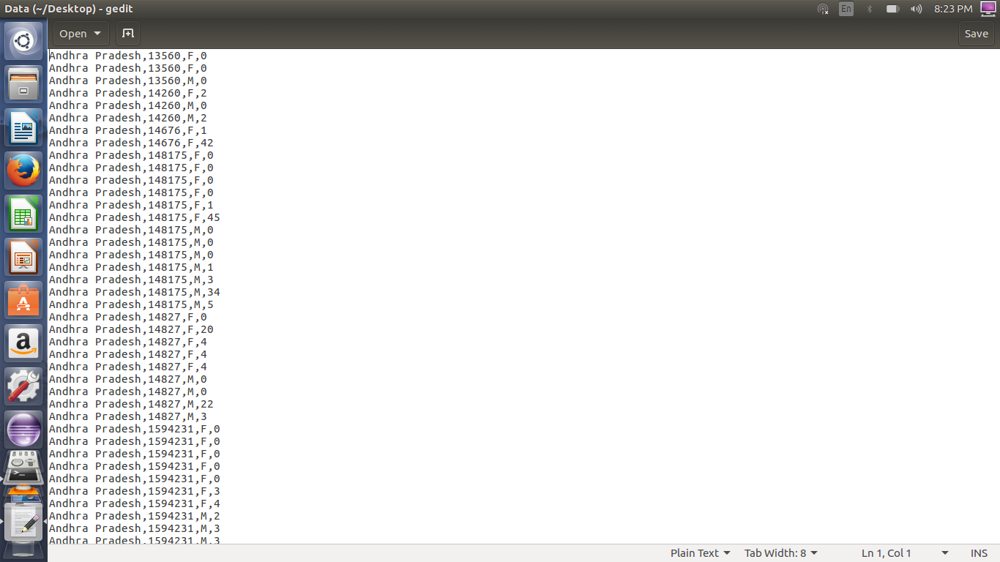 Data (~/Desktop) - gedit
En
8:23 PM
Open
Save
Andhra Pradesh,13560,F,0
Andhra Pradesh,13560,F,0
Andhra Pradesh,13560,M,0
Andhra Pradesh,14260,F,2
Andhra Pradesh,14260,M,0
Andhra Pradesh,14260,M,2
Andhra Pradesh,14676,F,1
Andhra Pradesh,14676,F,42
Andhra Pradesh,148175,F,0
Andhra Pradesh,148175,F,0
Andhra Pradesh,148175,F,0
Andhra Pradesh,148175,F,0
Andhra Pradesh,148175,F,1
Andhra Pradesh,148175,F,45
Andhra Pradesh,148175,M,0
Andhra Pradesh,148175,M,0
Andhra Pradesh,148175,M,0
Andhra Pradesh,148175,M,1
Andhra Pradesh,148175,M,3
Andhra Pradesh,148175,M,34
Andhra Pradesh,148175,M,5
Andhra Pradesh,14827,F,0
Andhra Pradesh,14827,F,20
Andhra Pradesh,14827,F,4
Andhra Pradesh,14827,F,4
Andhra Pradesh,14827,F,4
Andhra Pradesh,14827,M,0
Andhra Pradesh,14827,M,0
Andhra Pradesh,14827,M,22
Andhra Pradesh,14827,M,3
Andhra Pradesh,1594231,F,0
Andhra Pradesh,1594231,F,0
Andhra Pradesh,1594231,F,0
Andhra Pradesh,1594231,F,0
Andhra Pradesh,1594231,F,0
Andhra Pradesh,1594231,F,3
Andhra Pradesh,1594231,F,4
Andhra Pradesh,1594231,M,2
Andhra Pradesh,1594231,M,3
Andhra Pradesh,1594231,M,3
Plain Text
Tab Width: 8
Ln 1, Col 1
INS